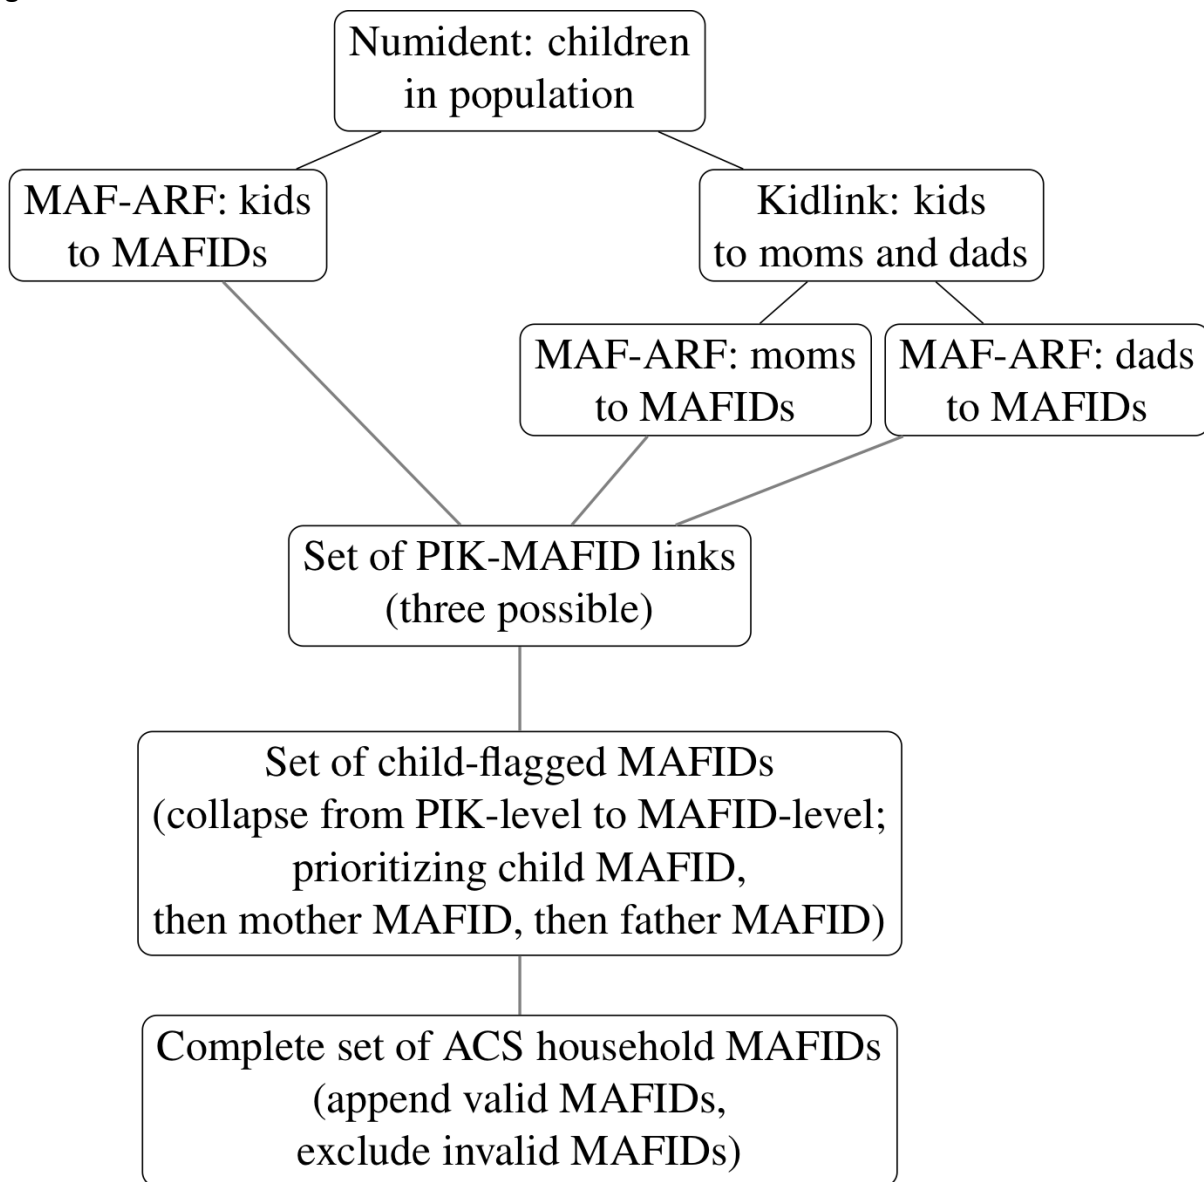 Numident: children
in population
MAF-ARF: kids
to MAFIDs
Kidlink: kids
to moms and dads
MAF-ARF: moms
to MAFIDs
MAF-ARF: dads
to MAFIDs
Set of PIK-MAFID links
(three possible)
Set of child-flagged MAFIDs
(collapse from PIK-level to MAFID-level;
prioritizing child MAFID,
then mother MAFID, then father MAFID)
Complete set of ACS household MAFIDs
(append valid MAFIDs,
exclude invalid MAFIDs)